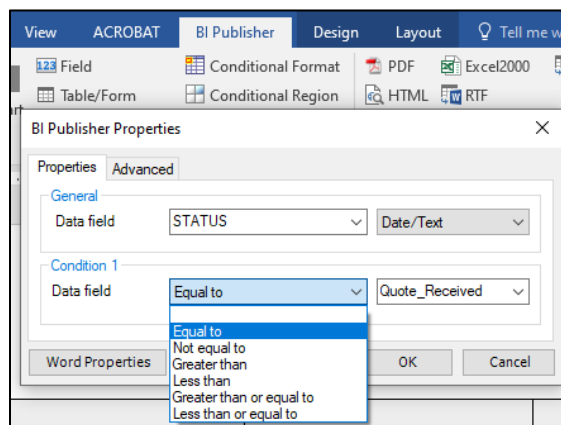 View ACROBAT BI Publisher Design Layout Tell me w
123 Field Conditional Format PDF Excel2000
Table/Form Conditional Region HTML RTF
BI Publisher Properties
Properties Advanced
General
Data field STATUS Date/Text
Condition 1
Data field Equal to Quote_Received
Equal to
Not equal to
Greater than
Less than
Greater than or equal to
Less than or equal to
Word Properties OK Cancel